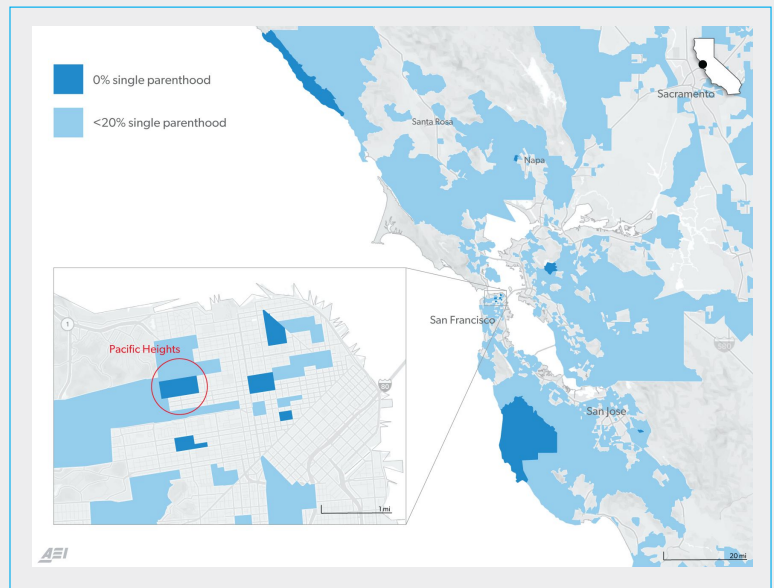 0% single parenthood
<20% single parenthood
Sacramento
Santa Rosa
Napa
San Francisco
San Jose
1
Pacific Heights
80
1 mi
20 mi
AEI